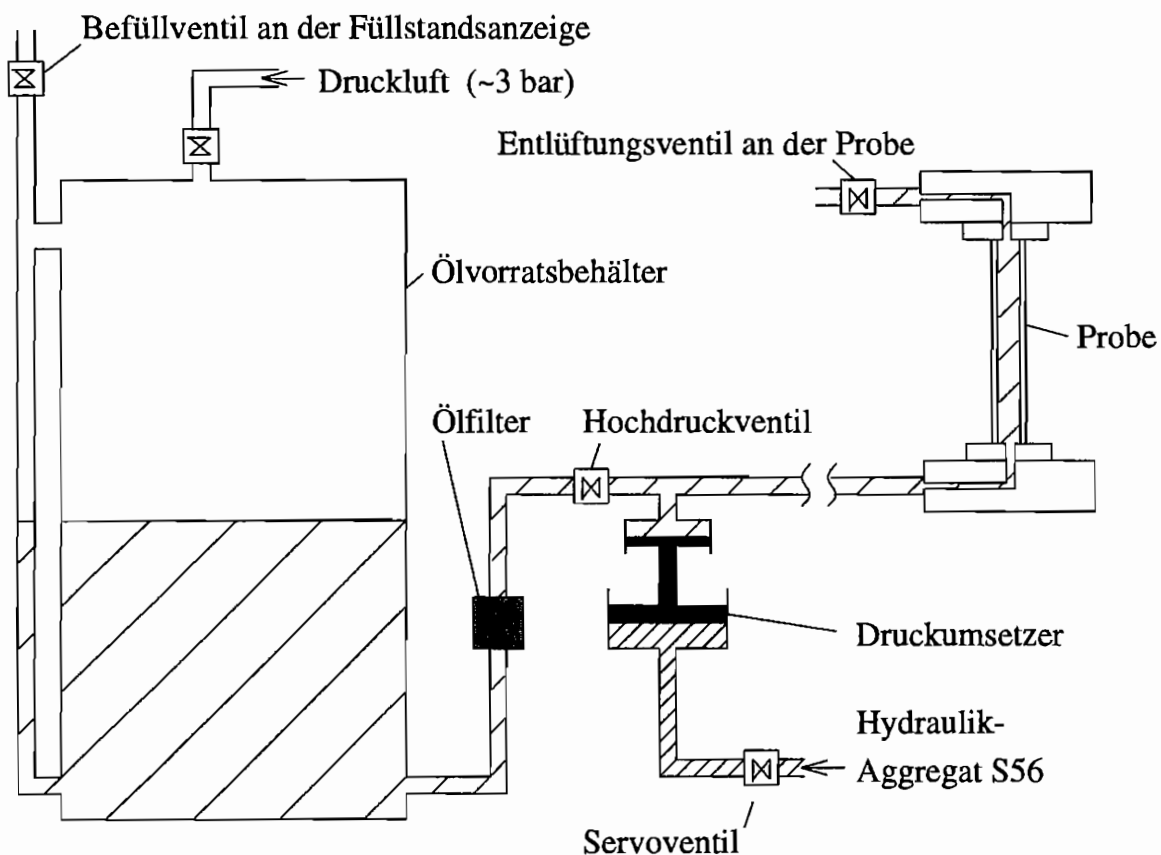 Befüllventil an der Füllstandsanzeige
Druckluft (~3 bar)
Entlüftungsventil an der Probe
Ölvorratsbehälter
Probe
Ölfilter
Hochdruckventil
Druckumsetzer
Hydraulik-
Aggregat S56
Servoventil